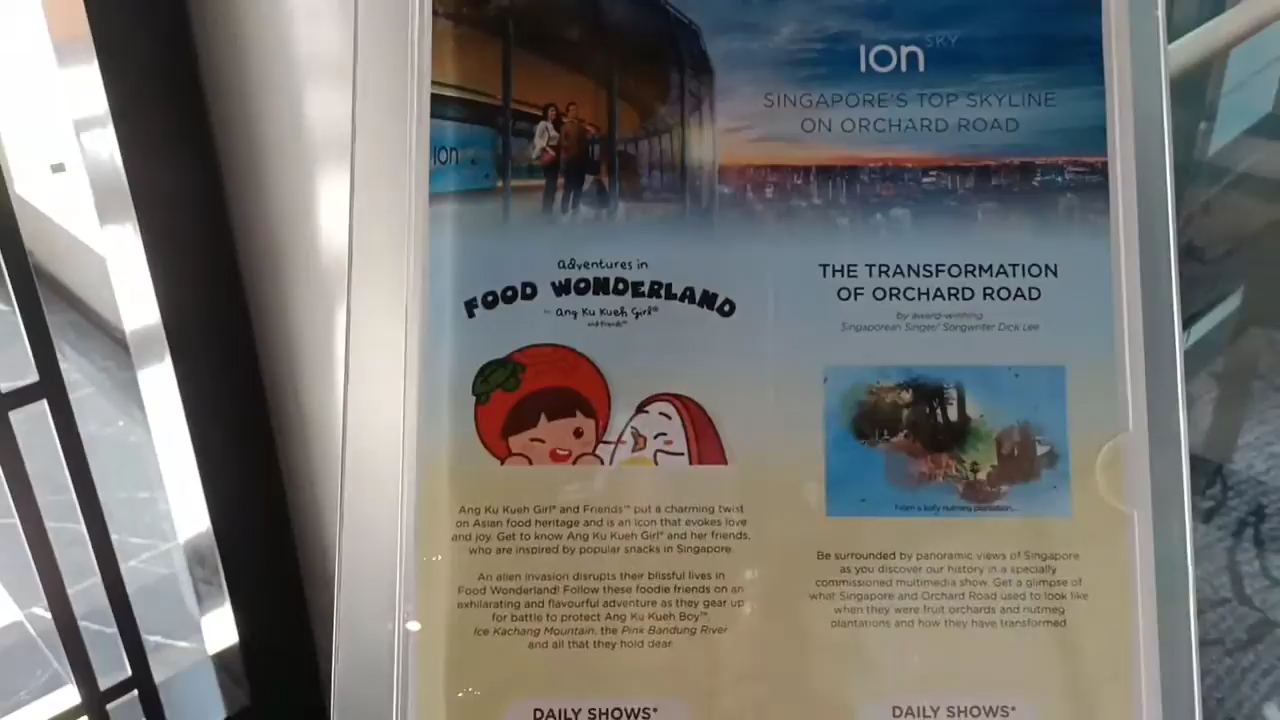 ION SKY
SINGAPORE'S TOP SKYLINE
ON ORCHARD ROAD
ION
adventures in
FOOD WONDERLAND
Ang Ku Kueh Girl®
and Friends™
Ang Ku Kueh Girl® and Friends™ put a charming twist
on Asian food heritage and is an icon that evokes love
and joy. Get to know Ang Ku Kueh Girl® and her friends,
who are inspired by popular snacks in Singapore.
An alien invasion disrupts their blissful lives in
Food Wonderland! Follow these foodie friends on an
exhilarating and flavourful adventure as they gear up
for battle to protect Ang Ku Kueh Boy™,
Ice Kachang Mountain, the Pink Bandung River
and all that they hold dear.
DAILY SHOWS*
THE TRANSFORMATION
OF ORCHARD ROAD
by award-winning
Singaporean Singer/ Songwriter Dick Lee
From a leafy nutmeg plantation...
Be surrounded by panoramic views of Singapore
as you discover our history in a specially
commissioned multimedia show. Get a glimpse of
what Singapore and Orchard Road used to look like
when they were fruit orchards and nutmeg
plantations and how they have transformed
DAILY SHOWS*